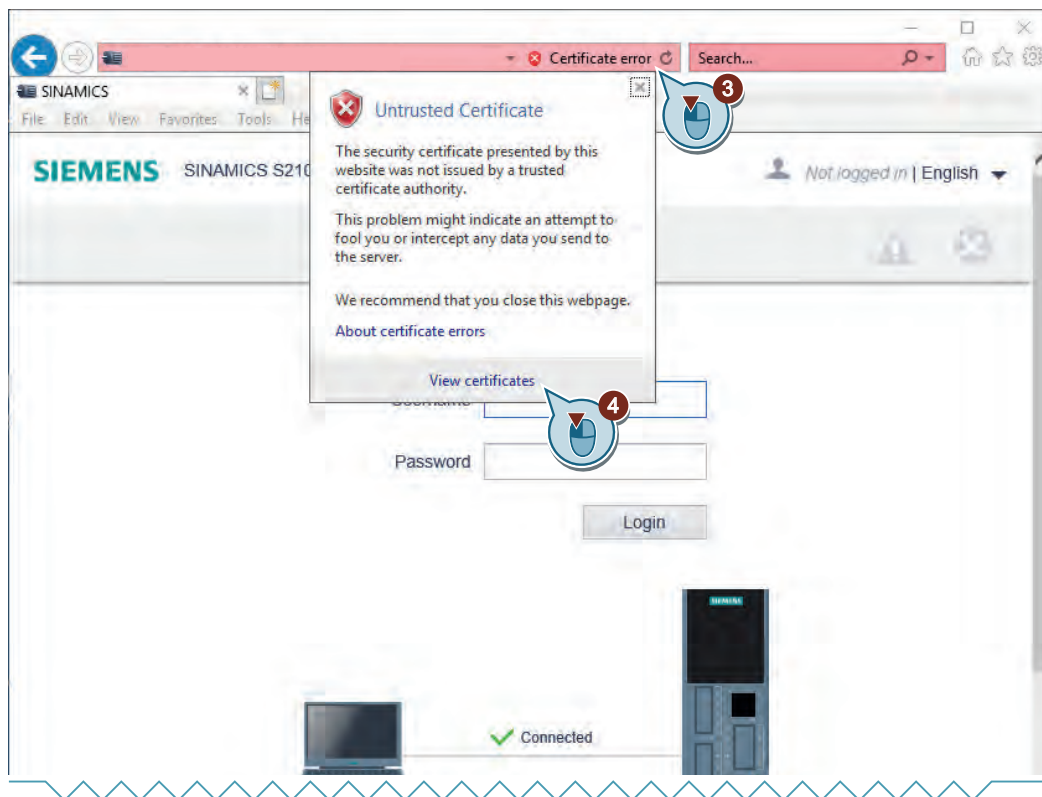 Certificate error
Search...
SINAMICS
File Edit View Favorites Tools He
3
Untrusted Certificate
The security certificate presented by this
website was not issued by a trusted
certificate authority.
This problem might indicate an attempt to
fool you or intercept any data you send to
the server.
We recommend that you close this webpage.
About certificate errors
View certificates
4
SIEMENS SINAMICS S210
Not logged in | English
Username
Password
Login
SIEMENS
Connected